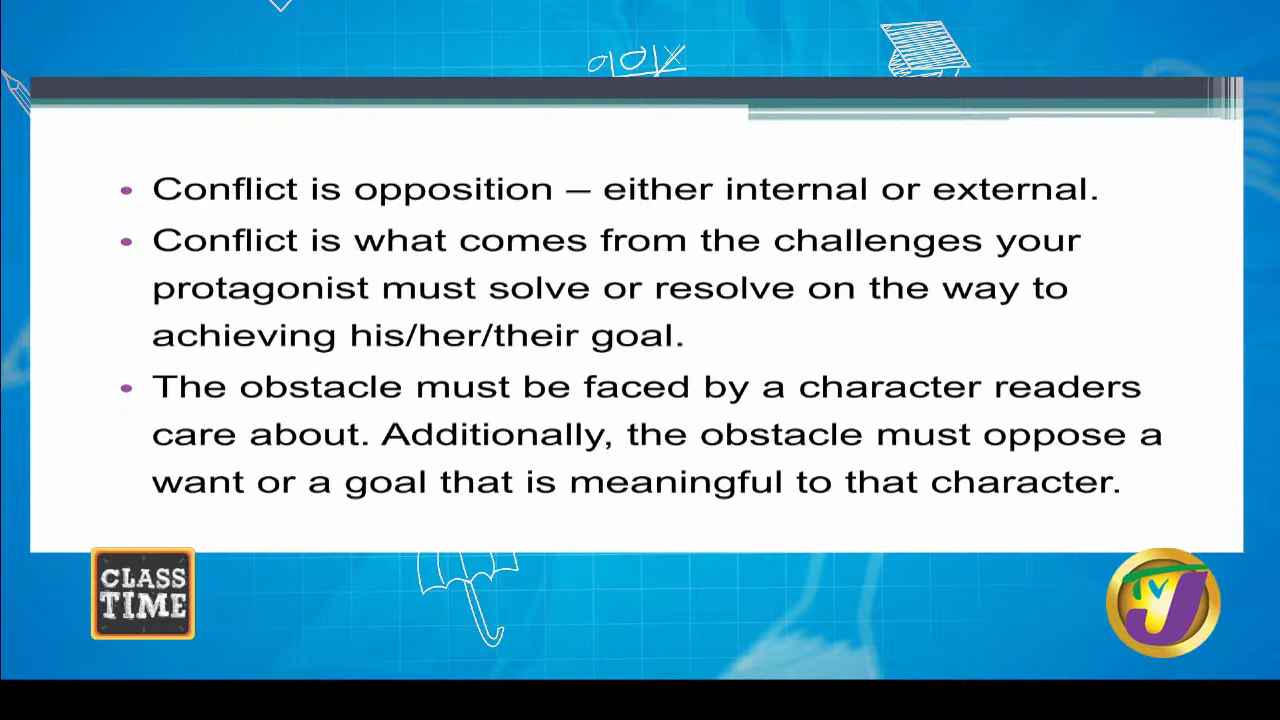 • Conflict is opposition – either internal or external.
• Conflict is what comes from the challenges your
protagonist must solve or resolve on the way to
achieving his/her/their goal.
• The obstacle must be faced by a character readers
care about. Additionally, the obstacle must oppose a
want or a goal that is meaningful to that character.
CLASS
TIME
TVJ